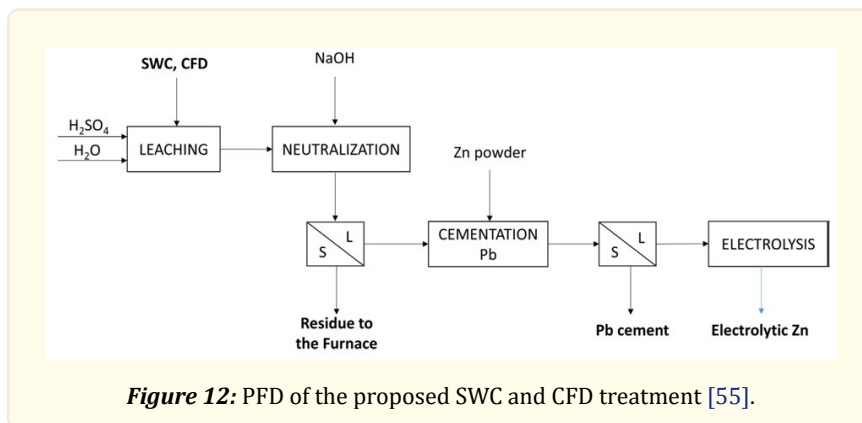 SWC, CFD
NaOH
H₂SO₄
H₂O
LEACHING
NEUTRALIZATION
Zn powder
S
L
CEMENTATION
Pb
S
L
ELECTROLYSIS
Residue to
the Furnace
Pb cement
Electrolytic Zn
Figure 12: PFD of the proposed SWC and CFD treatment [55].